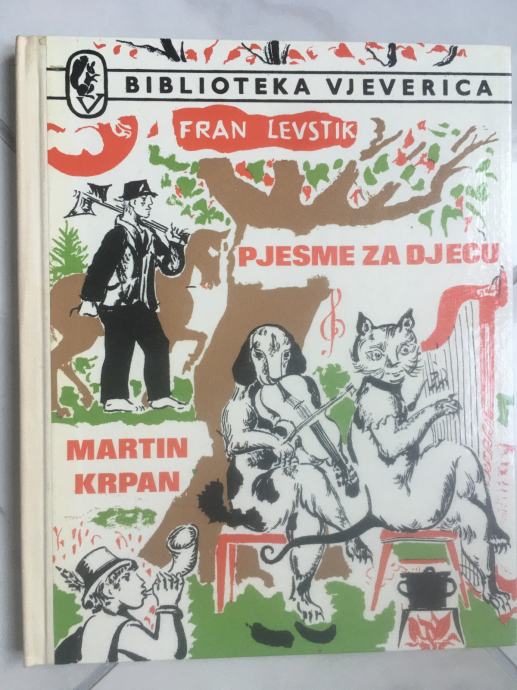 BIBLIOTEKA VJEVERICA
FRAN LEVSTIK
PJESME ZA DJECU
MARTIN
KRPAN